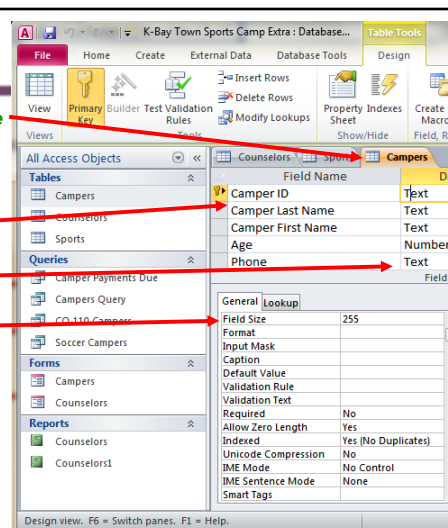 K-Bay Town Sports Camp Extra : Database...
Table Tools
File Home Create External Data Database Tools Design
View
Primary Key
Builder
Test Validation Rules
Insert Rows
Delete Rows
Modify Lookups
Property Sheet
Indexes
Create
Macro
Views
Tools
Show/Hide
Field, R
All Access Objects
Counselors
Sports
Campers
Tables
Campers
Counselors
Sports
Queries
Camper Payments Due
Campers Query
CO 110 Campers
Soccer Campers
Forms
Campers
Counselors
Reports
Counselors
Counselors1
Field Name D
Camper ID Text
Camper Last Name Text
Camper First Name Text
Age Number
Phone Text
Field
General Lookup
Field Size 255
Format
Input Mask
Caption
Default Value
Validation Rule
Validation Text
Required No
Allow Zero Length Yes
Indexed Yes (No Duplicates)
Unicode Compression No
IME Mode No Control
IME Sentence Mode None
Smart Tags
Design view. F6 = Switch panes. F1 = Help.